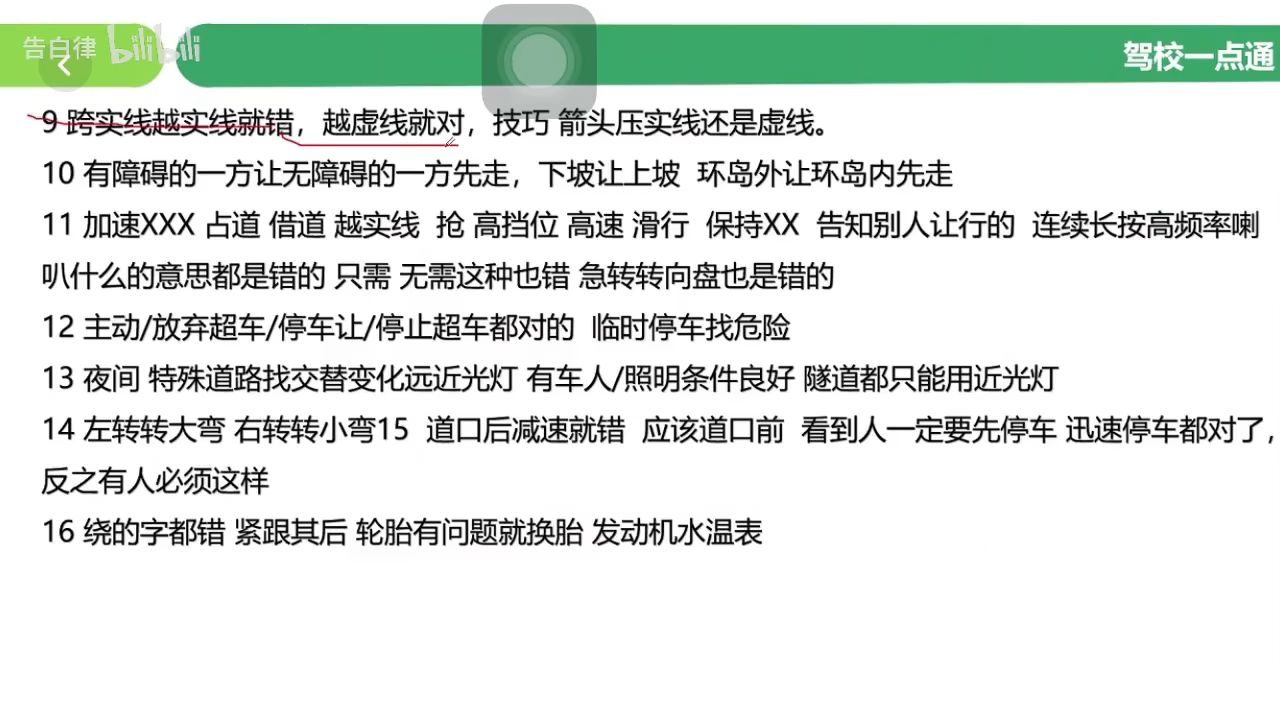 告白律 bilibili
驾校一点通
9 跨实线越实线就错，越虚线就对，技巧 箭头压实线还是虚线。
10 有障碍的一方让无障碍的一方先走，下坡让上坡 环岛外让环岛内先走
11 加速XXX 占道 借道 越实线 抢 高挡位 高速 滑行 保持XX 告知别人让行的 连续长按高频率喇
叭什么的意思都是错的 只需 无需这种也错 急转转向盘也是错的
12 主动/放弃超车/停车让/停止超车都对的 临时停车找危险
13 夜间 特殊道路找交替变化远近光灯 有车人/照明条件良好 隧道都只能用近光灯
14 左转转大弯 右转转小弯15 道口后减速就错 应该道口前 看到人一定要先停车 迅速停车都对了，
反之有人必须这样
16 绕的字都错 紧跟其后 轮胎有问题就换胎 发动机水温表